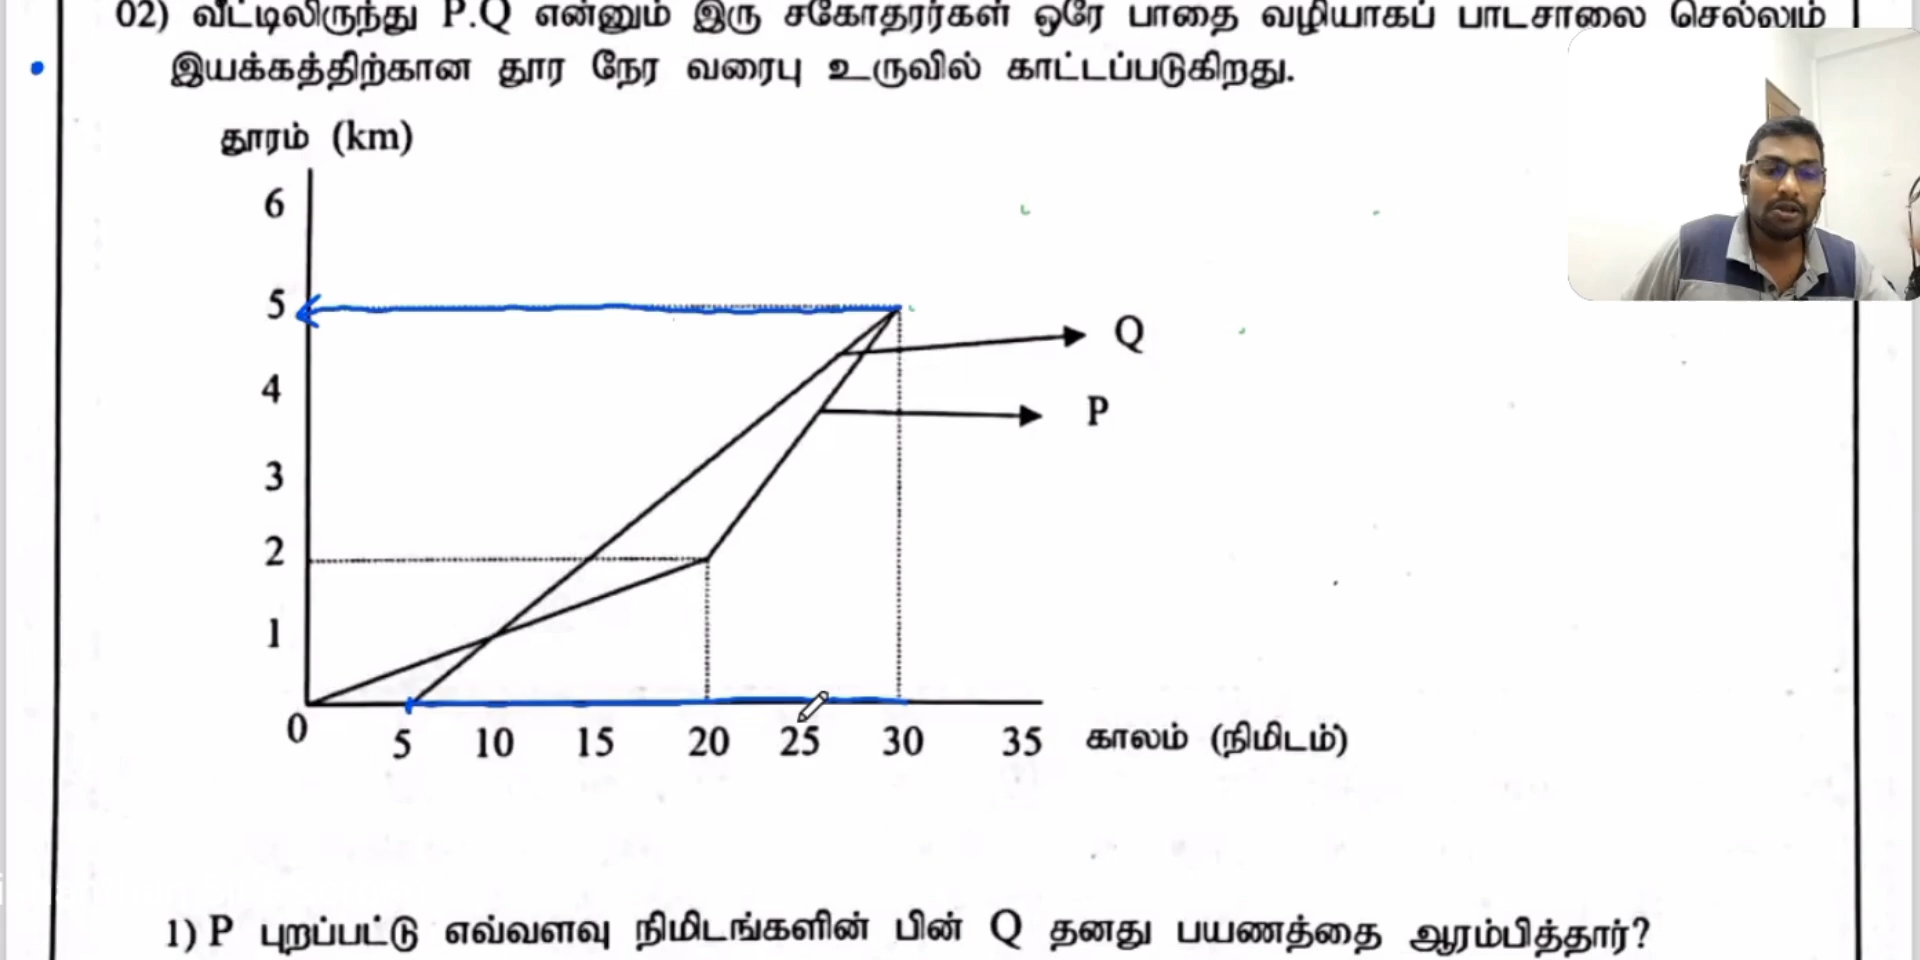 02) வீட்டிலிருந்து P.Q என்னும் இரு சகோதரர்கள் ஒரே பாதை வழியாகப் பாடசாலை செல்லும்
இயக்கத்திற்கான தூர நேர வரைபு உருவில் காட்டப்படுகிறது.
தூரம் (km)
6
5
Q
4
P
3
2
1
0
5 10 15 20 25 30 35 காலம் (நிமிடம்)
1) P புறப்பட்டு எவ்வளவு நிமிடங்களின் பின் Q தனது பயணத்தை ஆரம்பித்தார்?